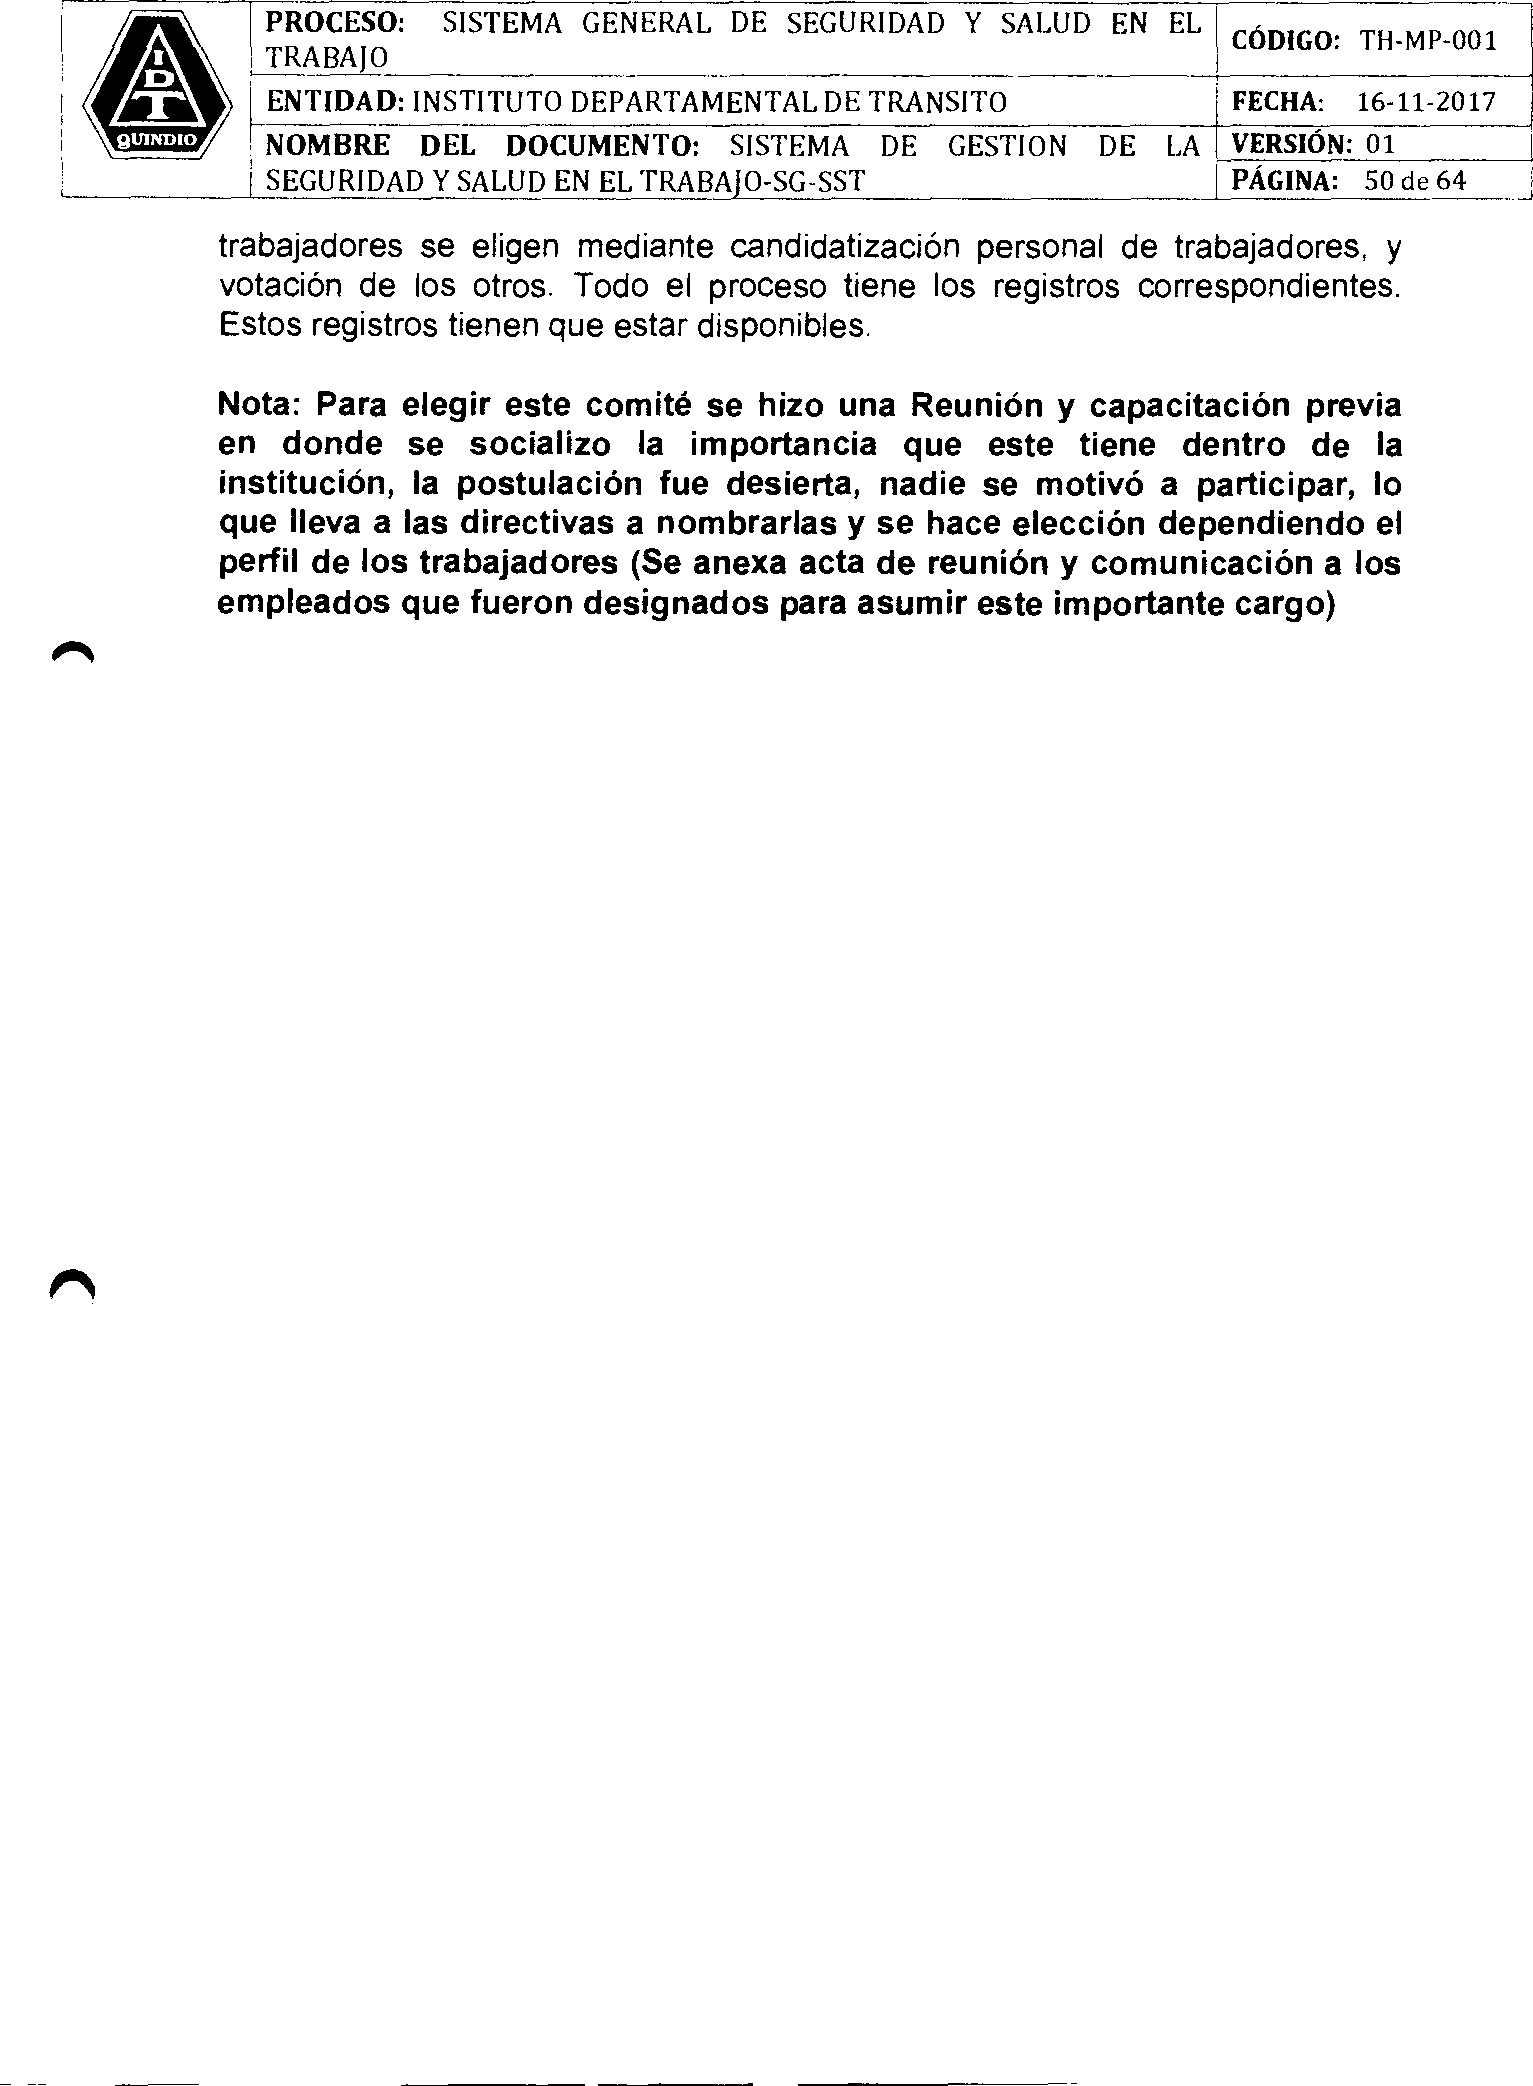 IDT
QUINDIO
PROCESO: SISTEMA GENERAL DE SEGURIDAD Y SALUD EN EL
TRABAJO
CÓDIGO: TH-MP-001
ENTIDAD: INSTITUTO DEPARTAMENTAL DE TRANSITO
FECHA: 16-11-2017
NOMBRE DEL DOCUMENTO: SISTEMA DE GESTION DE LA
SEGURIDAD Y SALUD EN EL TRABAJO-SG-SST
VERSIÓN: 01
PÁGINA: 50 de 64
trabajadores se eligen mediante candidatización personal de trabajadores, y
votación de los otros. Todo el proceso tiene los registros correspondientes.
Estos registros tienen que estar disponibles.
Nota: Para elegir este comité se hizo una Reunión y capacitación previa
en donde se socializo la importancia que este tiene dentro de la
institución, la postulación fue desierta, nadie se motivó a participar, lo
que lleva a las directivas a nombrarlas y se hace elección dependiendo el
perfil de los trabajadores (Se anexa acta de reunión y comunicación a los
empleados que fueron designados para asumir este importante cargo)